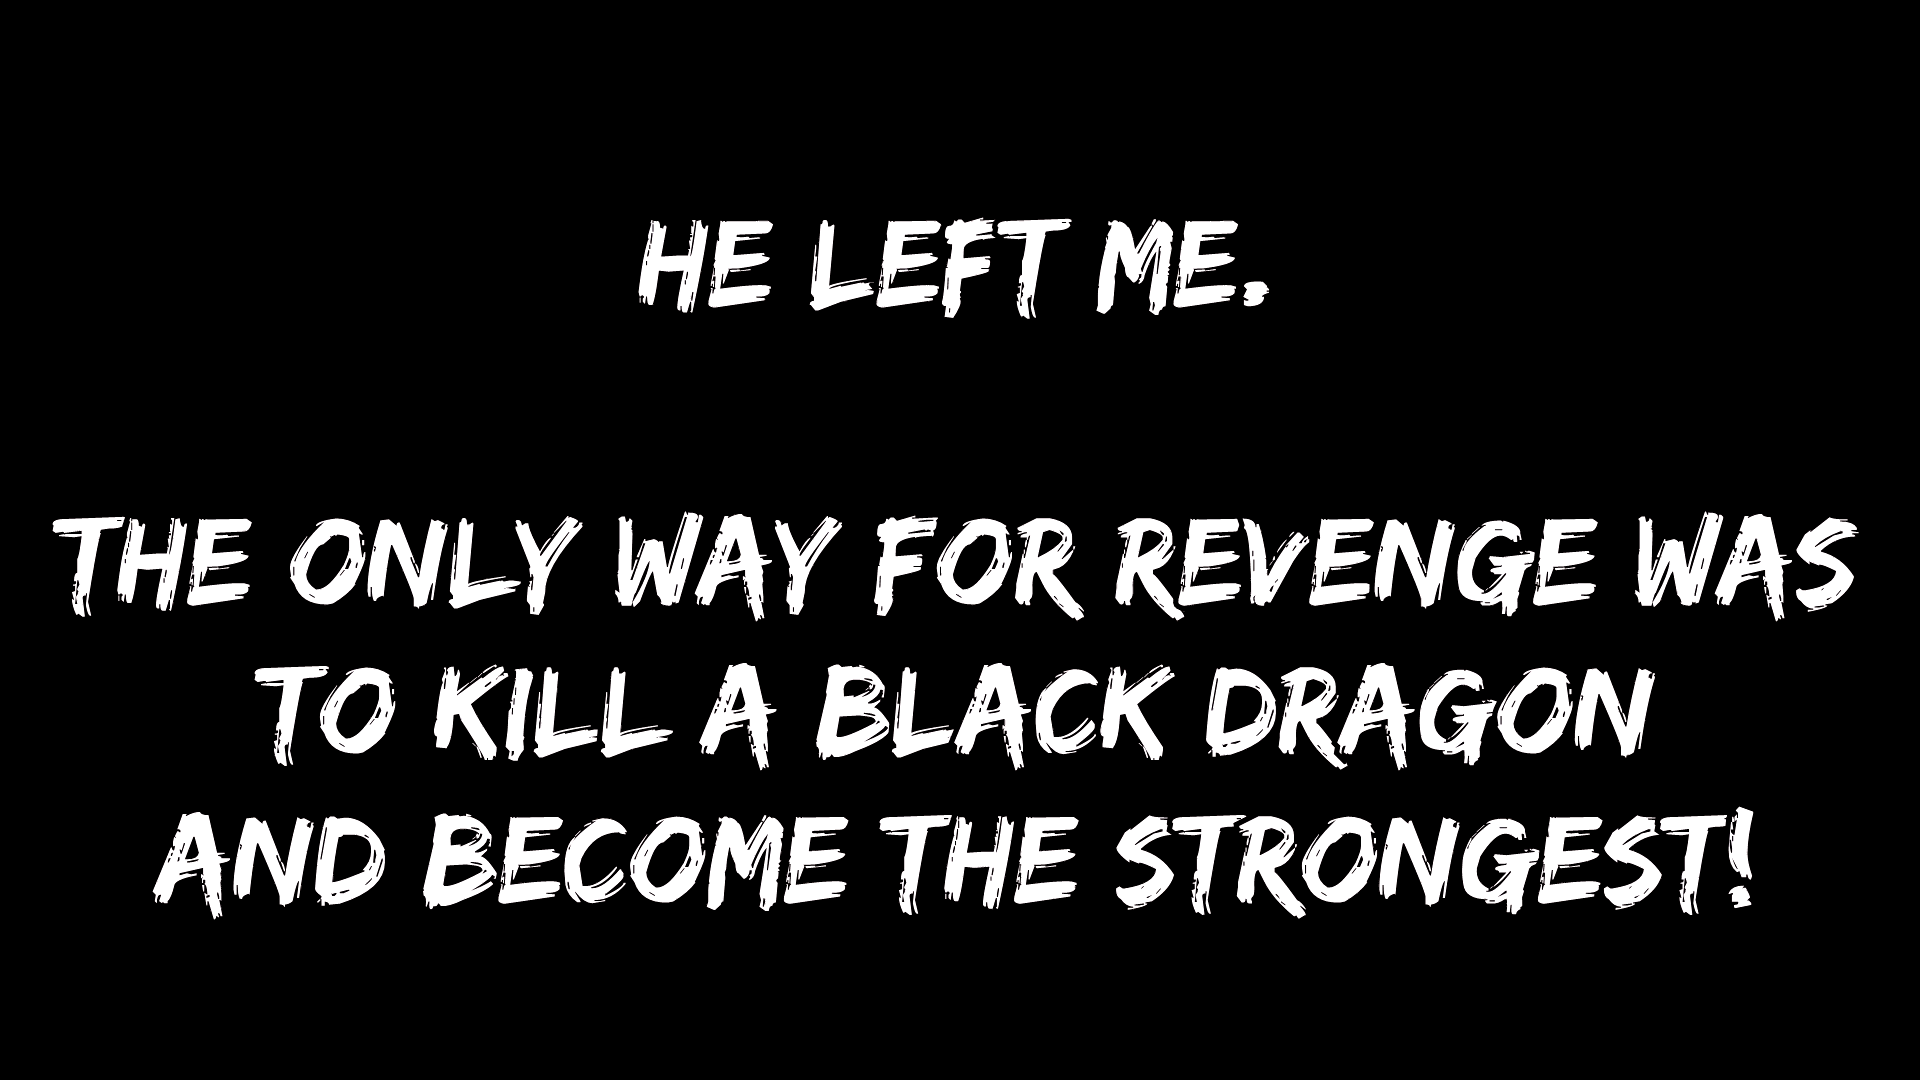 HE LEFT ME.
THE ONLY WAY FOR REVENGE WAS
TO KILL A BLACK DRAGON
AND BECOME THE STRONGEST!